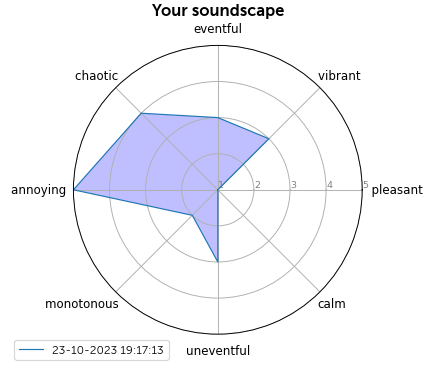 Your soundscape
eventful
chaotic
vibrant
annoying
1
2
3
4
5
pleasant
monotonous
calm
uneventful
23-10-2023 19:17:13